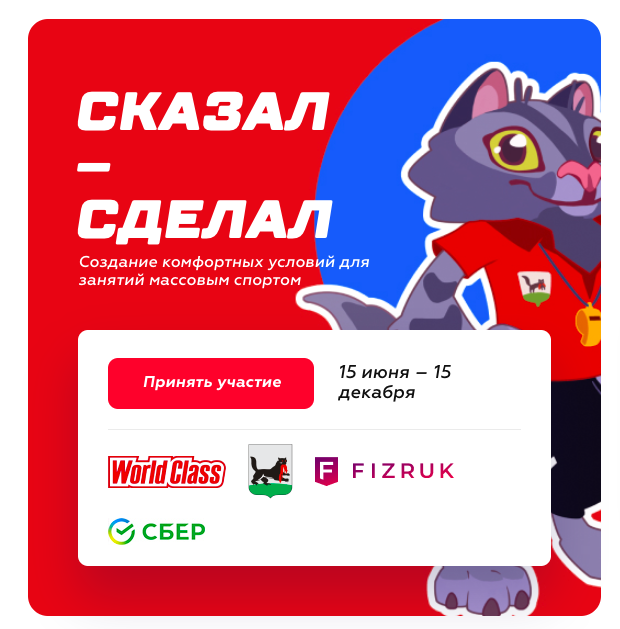 СКАЗАЛ
–
СДЕЛАЛ
Создание комфортных условий для
занятий массовым спортом
Принять участие
15 июня – 15
декабря
World Class
FIZRUK
СБЕР